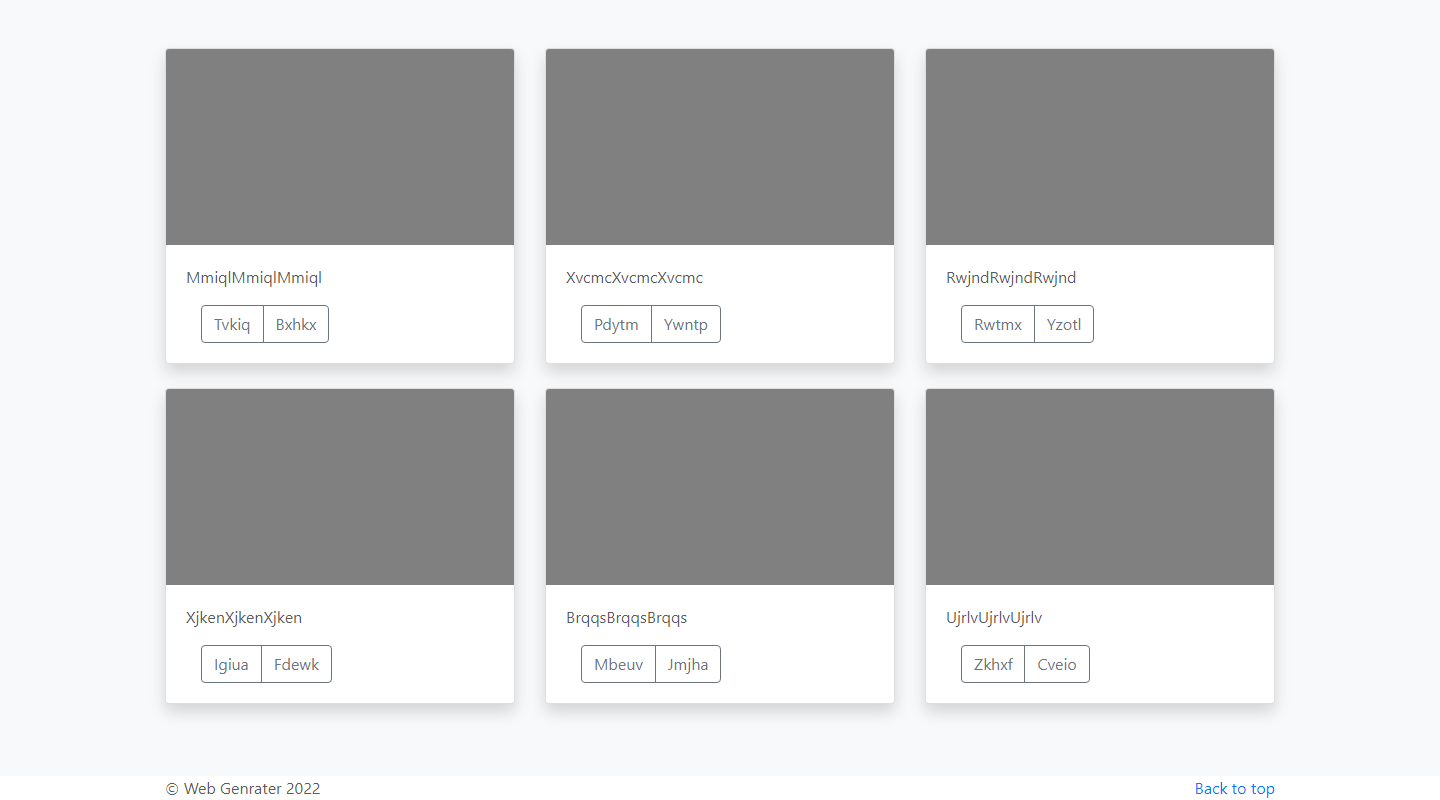 MmiqlMmiqlMmiql
Tvkiq Bxhkx
XvcmcXvcmcXvcmc
Pdytm Ywntp
RwjndRwjndRwjnd
Rwtmx Yzotl
XjkenXjkenXjken
Igiua Fdewk
BrqqsBrqqsBrqqs
Mbeuv Jmjha
UjrlvUjrlvUjrlv
Zkhxf Cveio
© Web Genrater 2022
Back to top